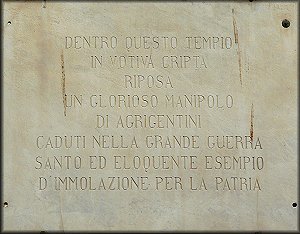 DENTRO QUESTO TEMPIO
IN VOTIVA CRIPTA
RIPOSA
UN GLORIOSO MANIPOLO
DI AGRIGENTINI
CADUTI NELLA GRANDE GUERRA
SANTO ED ELOQUENTE ESEMPIO
D'IMMOLAZIONE PER LA PATRIA